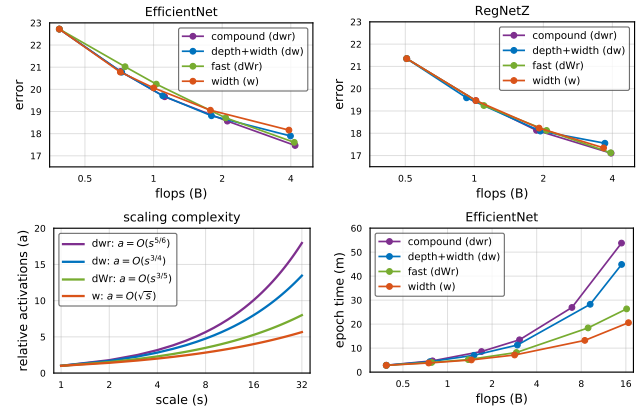 EfficientNet
23
22
21
20
19
18
17
error
compound (dwr)
depth+width (dw)
fast (dWr)
width (w)
0.5
1
2
4
flops (B)
RegNetZ
23
22
21
20
19
18
17
error
compound (dwr)
depth+width (dw)
fast (dWr)
width (w)
0.5
1
2
4
flops (B)
scaling complexity
20
15
10
5
0
relative activations (a)
dwr: a = O(s^{5/6})
dw: a = O(s^{3/4})
dWr: a = O(s^{3/5})
w: a = O(√s)
1
2
4
8
16
32
scale (s)
EfficientNet
60
50
40
30
20
10
0
epoch time (m)
compound (dwr)
depth+width (dw)
fast (dWr)
width (w)
0.5
1
2
4
8
16
flops (B)